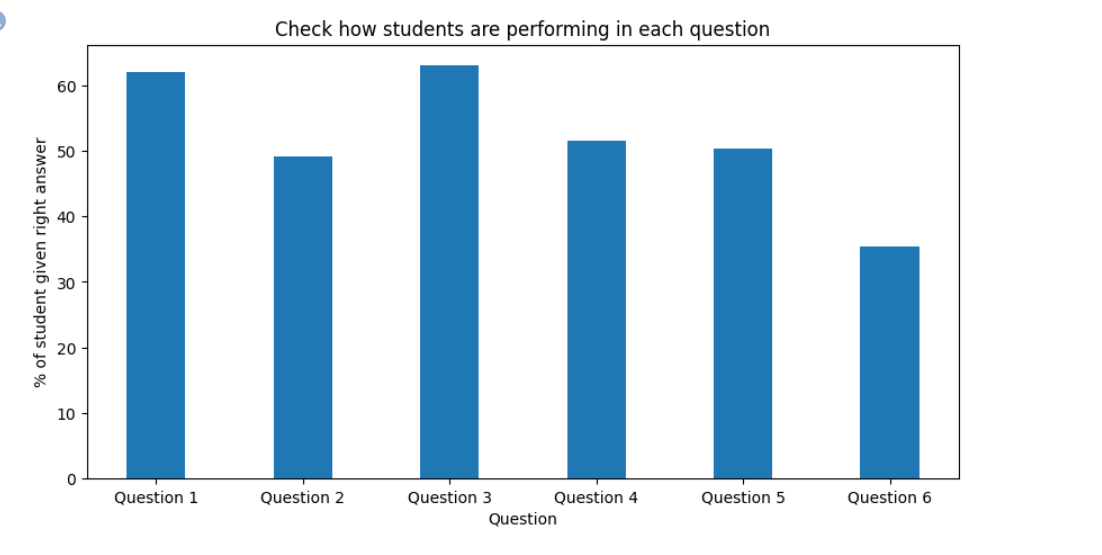 Check how students are performing in each question
% of student given right answer
60
50
40
30
20
10
0
Question 1 Question 2 Question 3 Question 4 Question 5 Question 6
Question